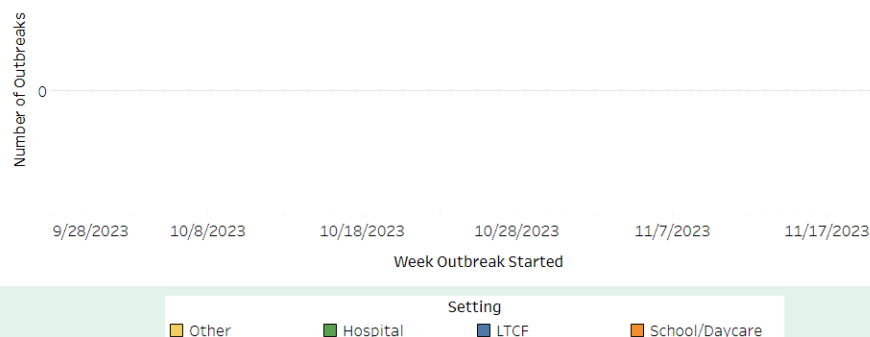 Number of Outbreaks
0
9/28/2023 10/8/2023 10/18/2023 10/28/2023 11/7/2023 11/17/2023
Week Outbreak Started
Setting
Other Hospital LTCF School/Daycare